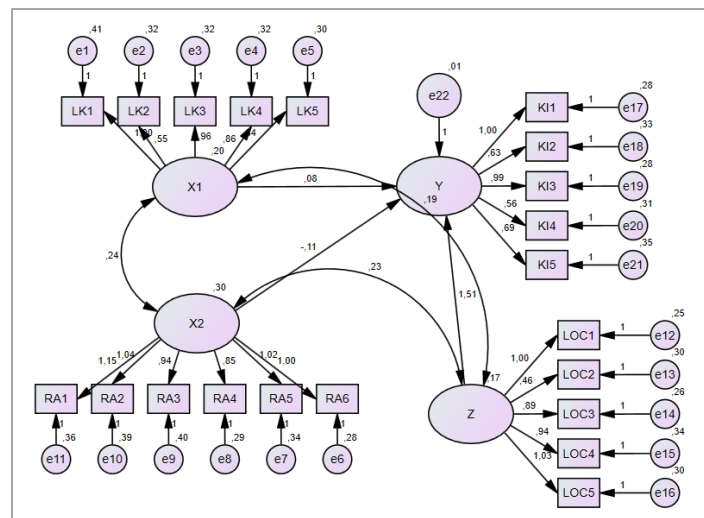 ,41 ,32 ,32 ,32 ,30
e1 e2 e3 e4 e5
1 1 1 1 1
LK1 LK2 LK3 LK4 LK5
,55 ,96 ,86
,20
X1
,01
e22
1
Y
,08
,19
-,11
,24
,23
1,51
,30
X2
1,15 1,04 ,94 ,85 1,02 1,00
RA1 RA2 RA3 RA4 RA5 RA6
1 1 1 1 1 1
,36 ,39 ,40 ,29 ,34 ,28
e11 e10 e9 e8 e7 e6
1,00 KI1 1 e17 ,28
,63 KI2 1 e18 ,33
,99 KI3 1 e19 ,28
,56 KI4 1 e20 ,31
,69 KI5 1 e21 ,35
,17
Z
1,00 LOC1 1 e12 ,25
,46 LOC2 1 e13 ,30
,89 LOC3 1 e14 ,26
,94 LOC4 1 e15 ,34
1,03 LOC5 1 e16 ,30